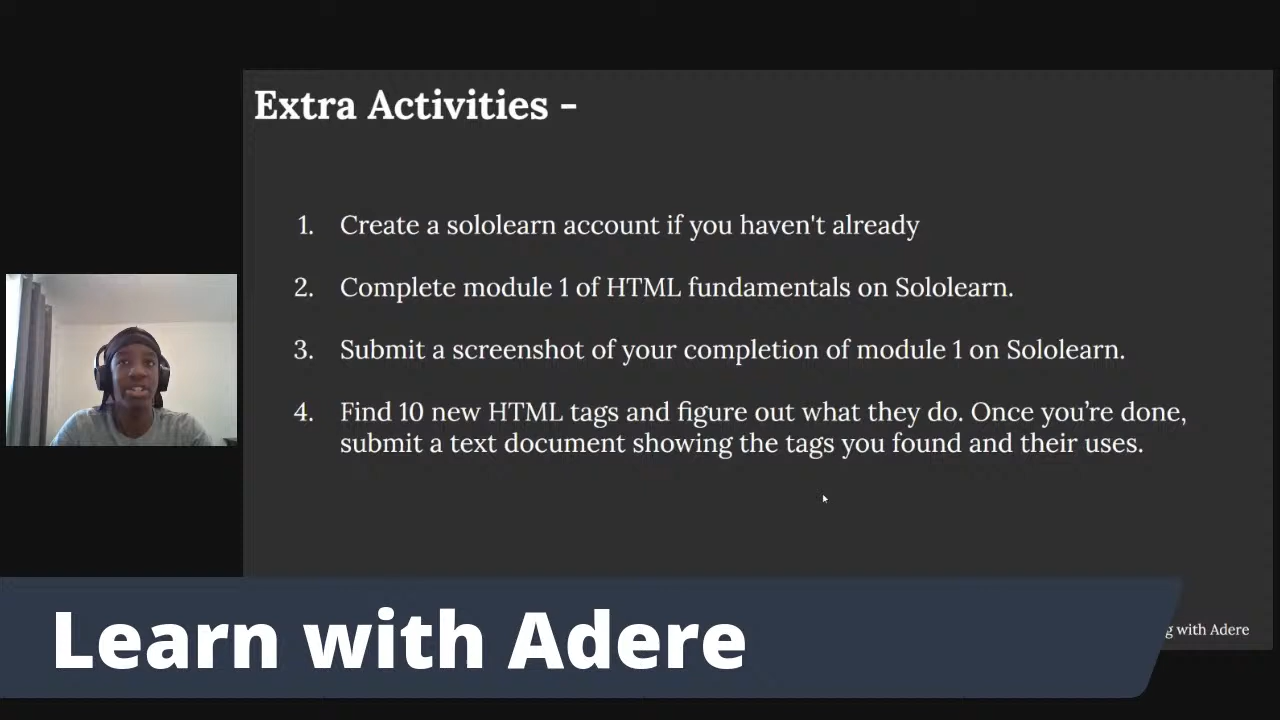 Extra Activities -
1. Create a sololearn account if you haven't already
2. Complete module 1 of HTML fundamentals on Sololearn.
3. Submit a screenshot of your completion of module 1 on Sololearn.
4. Find 10 new HTML tags and figure out what they do. Once you’re done,
submit a text document showing the tags you found and their uses.
Learn with Adere
with Adere